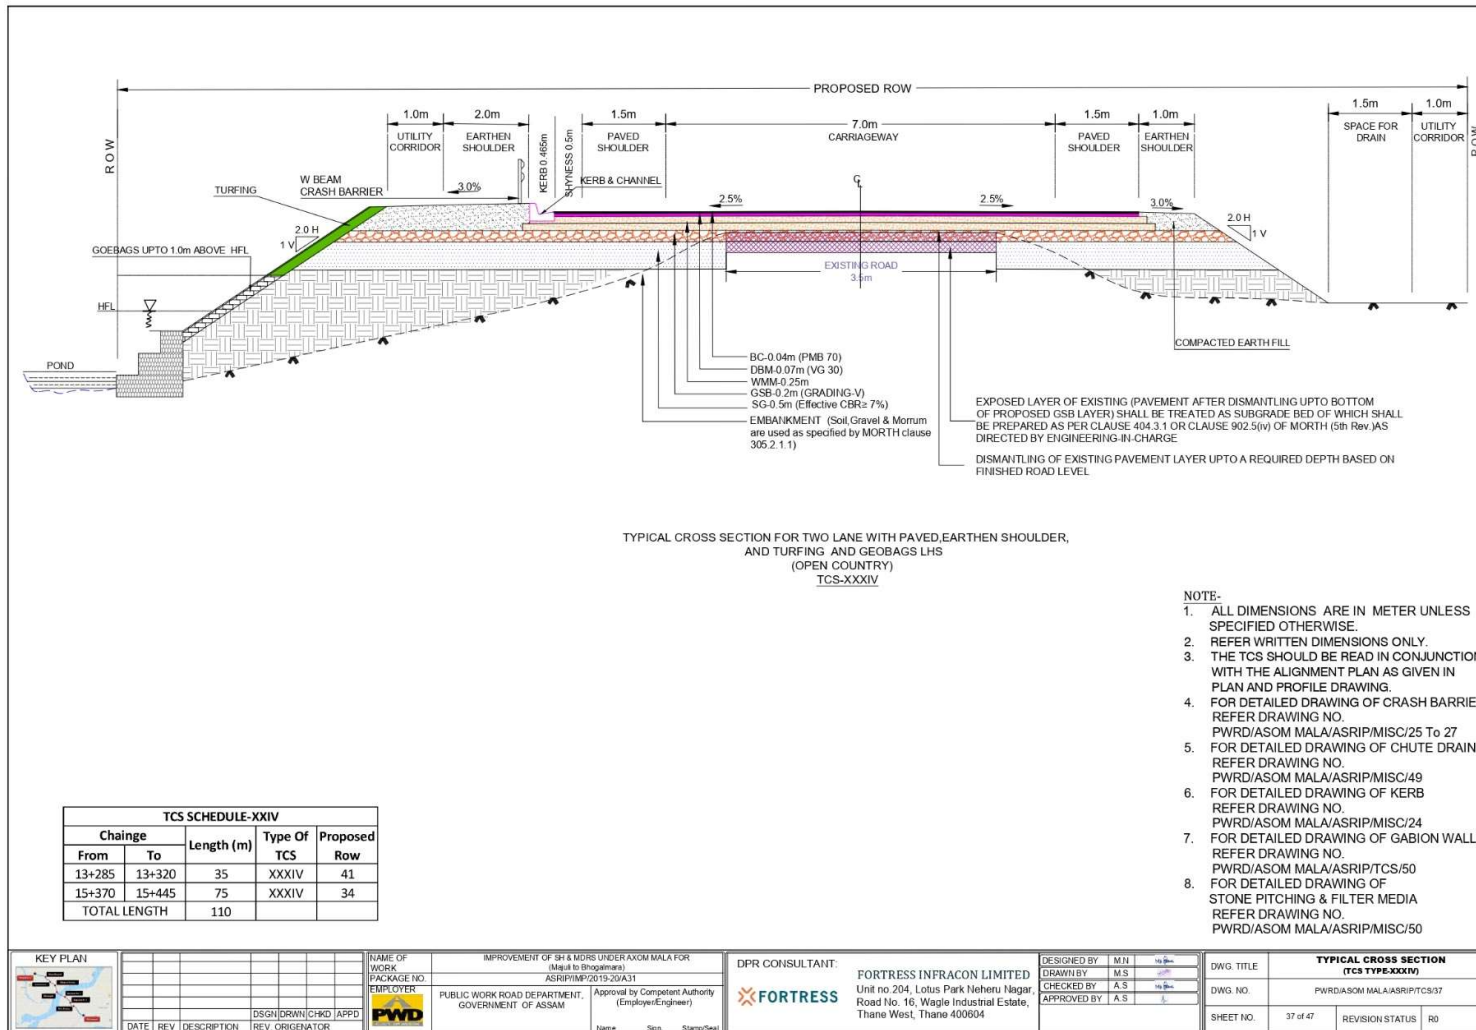 PROPOSED ROW
1.0m
2.0m
1.5m
7.0m
1.5m
1.0m
1.5m
1.0m
UTILITY
CORRIDOR
EARTHEN
SHOULDER
KERB 0.465m
SHYNESS 0.5m
PAVED
SHOULDER
CARRIAGEWAY
PAVED
SHOULDER
EARTHEN
SHOULDER
SPACE FOR
DRAIN
UTILITY
CORRIDOR
ROW
ROW
W BEAM
CRASH BARRIER
TURFING
3.0%
KERB & CHANNEL
2.5%
2.5%
3.0%
2.0 H
1 V
2.0 H
1 V
GOEBAGS UPTO 1.0m ABOVE HFL
HFL
POND
EXISTING ROAD
3.5m
COMPACTED EARTH FILL
BC-0.04m (PMB 70)
DBM-0.07m (VG 30)
WMM-0.25m
GSB-0.2m (GRADING-V)
SG-0.5m (Effective CBR≥ 7%)
EMBANKMENT (Soil,Gravel & Morrum
are used as specified by MORTH clause
305.2.1.1)
EXPOSED LAYER OF EXISTING (PAVEMENT AFTER DISMANTLING UPTO BOTTOM
OF PROPOSED GSB LAYER) SHALL BE TREATED AS SUBGRADE BED OF WHICH SHALL
BE PREPARED AS PER CLAUSE 404.3.1 OR CLAUSE 902.5(iv) OF MORTH (5th Rev.)AS
DIRECTED BY ENGINEERING-IN-CHARGE
DISMANTLING OF EXISTING PAVEMENT LAYER UPTO A REQUIRED DEPTH BASED ON
FINISHED ROAD LEVEL
TYPICAL CROSS SECTION FOR TWO LANE WITH PAVED,EARTHEN SHOULDER,
AND TURFING AND GEOBAGS LHS
(OPEN COUNTRY)
TCS-XXXIV
NOTE-
1. ALL DIMENSIONS ARE IN METER UNLESS
SPECIFIED OTHERWISE.
2. REFER WRITTEN DIMENSIONS ONLY.
3. THE TCS SHOULD BE READ IN CONJUNCTION
WITH THE ALIGNMENT PLAN AS GIVEN IN
PLAN AND PROFILE DRAWING.
4. FOR DETAILED DRAWING OF CRASH BARRIE
REFER DRAWING NO.
PWRD/ASOM MALA/ASRIP/MISC/25 To 27
5. FOR DETAILED DRAWING OF CHUTE DRAIN
REFER DRAWING NO.
PWRD/ASOM MALA/ASRIP/MISC/49
6. FOR DETAILED DRAWING OF KERB
REFER DRAWING NO.
PWRD/ASOM MALA/ASRIP/MISC/24
7. FOR DETAILED DRAWING OF GABION WALL
REFER DRAWING NO.
PWRD/ASOM MALA/ASRIP/TCS/50
8. FOR DETAILED DRAWING OF
STONE PITCHING & FILTER MEDIA
REFER DRAWING NO.
PWRD/ASOM MALA/ASRIP/MISC/50
TCS SCHEDULE-XXIV
Chainge Length (m) Type Of TCS Proposed Row
From To
13+285 13+320 35 XXXIV 41
15+370 15+445 75 XXXIV 34
TOTAL LENGTH 110
KEY PLAN
DSGN DRWN CHKD APPD
DATE REV DESCRIPTION REV. ORIGENATOR
NAME OF
WORK
IMPROVEMENT OF SH & MDRS UNDER AXOM MALA FOR
(Majuli to Bhogaimara)
PACKAGE NO. ASRIP/IMP/2019-20/A31
EMPLOYER
PWD
PUBLIC WORK ROAD DEPARTMENT,
GOVERNMENT OF ASSAM
Approval by Competent Authority
(Employer/Engineer)
Name Sign Stamp/Seal
DPR CONSULTANT:
FORTRESS
FORTRESS INFRACON LIMITED
Unit no.204, Lotus Park Neheru Nagar,
Road No. 16, Wagle Industrial Estate,
Thane West, Thane 400604
DESIGNED BY M.N
DRAWN BY M.S
CHECKED BY A.S
APPROVED BY A.S
DWG. TITLE TYPICAL CROSS SECTION
(TCS TYPE-XXXIV)
DWG. NO. PWRD/ASOM MALA/ASRIP/TCS/37
SHEET NO. 37 of 47 REVISION STATUS R0